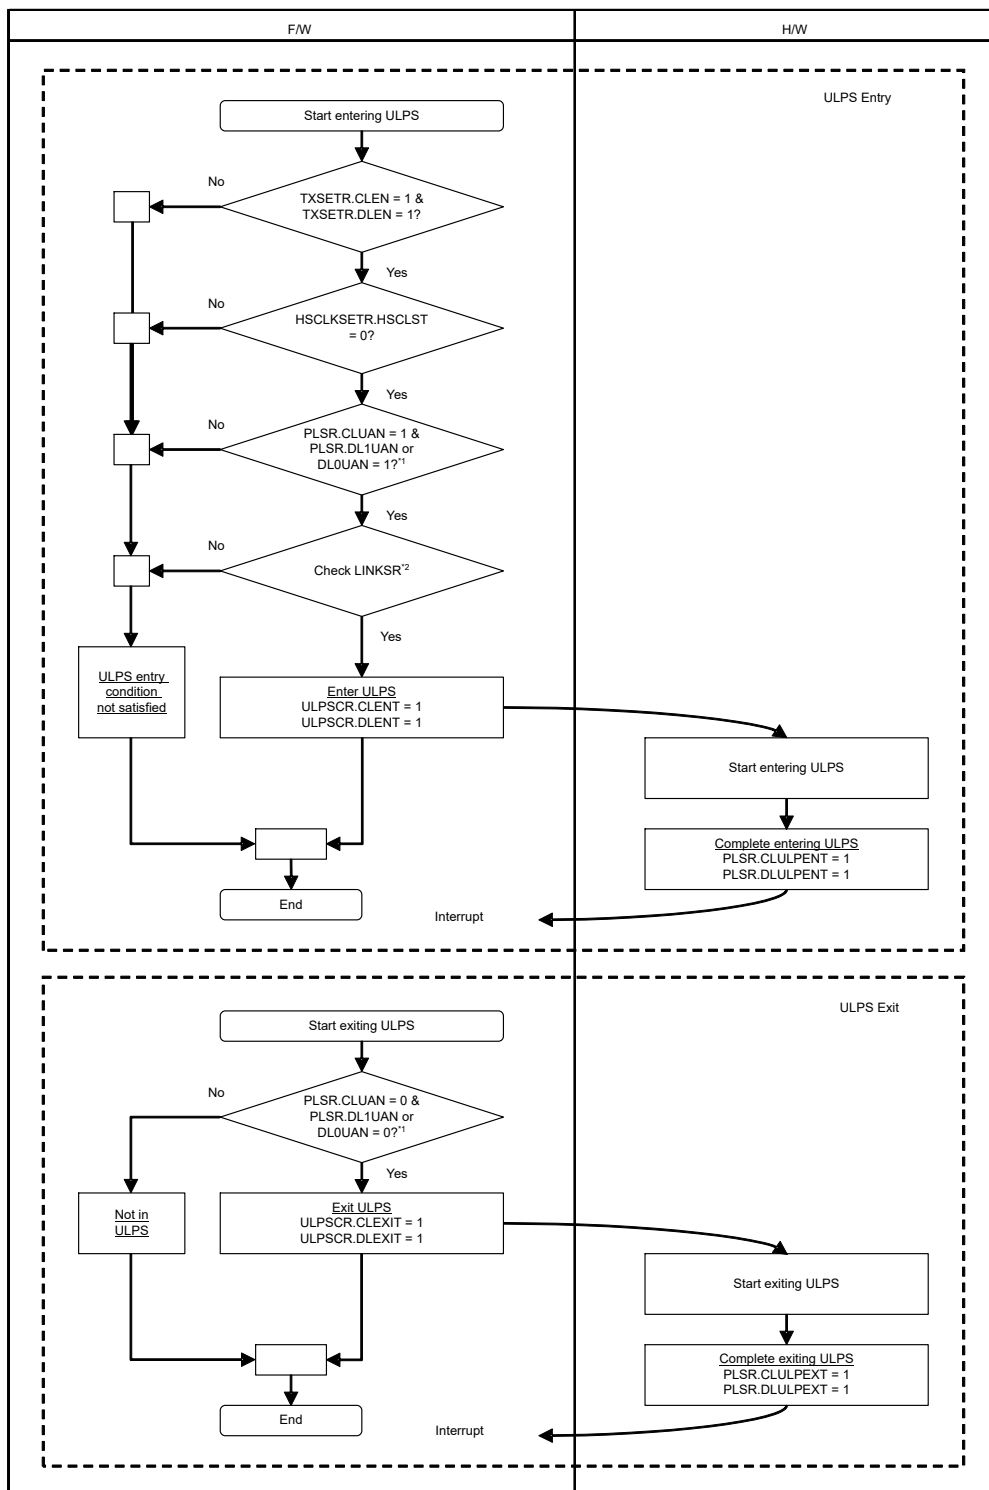 F/W
H/W
ULPS Entry
Start entering ULPS
No
TXSETR.CLEN = 1 &
TXSETR.DLEN = 1?
Yes
No
HSCLKSETR.HSCLST
= 0?
Yes
No
PLSR.CLUAN = 1 &
PLSR.DL1UAN or
DL0UAN = 1?*1
Yes
No
Check LINKSR*2
Yes
ULPS entry
condition
not satisfied
Enter ULPS
ULPSCR.CLENT = 1
ULPSCR.DLENT = 1
Start entering ULPS
Complete entering ULPS
PLSR.CLULPENT = 1
PLSR.DLULPENT = 1
End
Interrupt
ULPS Exit
Start exiting ULPS
No
PLSR.CLUAN = 0 &
PLSR.DL1UAN or
DL0UAN = 0?*1
Yes
Not in
ULPS
Exit ULPS
ULPSCR.CLEXIT = 1
ULPSCR.DLEXIT = 1
Start exiting ULPS
Complete exiting ULPS
PLSR.CLULPEXT = 1
PLSR.DLULPEXT = 1
End
Interrupt